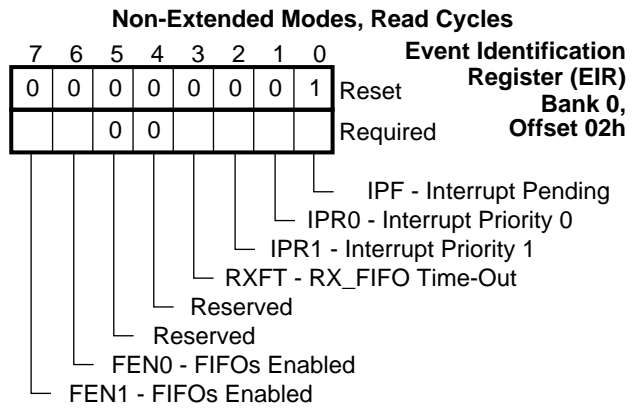 Non-Extended Modes, Read Cycles
7 6 5 4 3 2 1 0
Event Identification
Register (EIR)
Bank 0,
Offset 02h
0 0 0 0 0 0 0 1 Reset
0 0 Required
IPF - Interrupt Pending
IPR0 - Interrupt Priority 0
IPR1 - Interrupt Priority 1
RXFT - RX_FIFO Time-Out
Reserved
Reserved
FEN0 - FIFOs Enabled
FEN1 - FIFOs Enabled